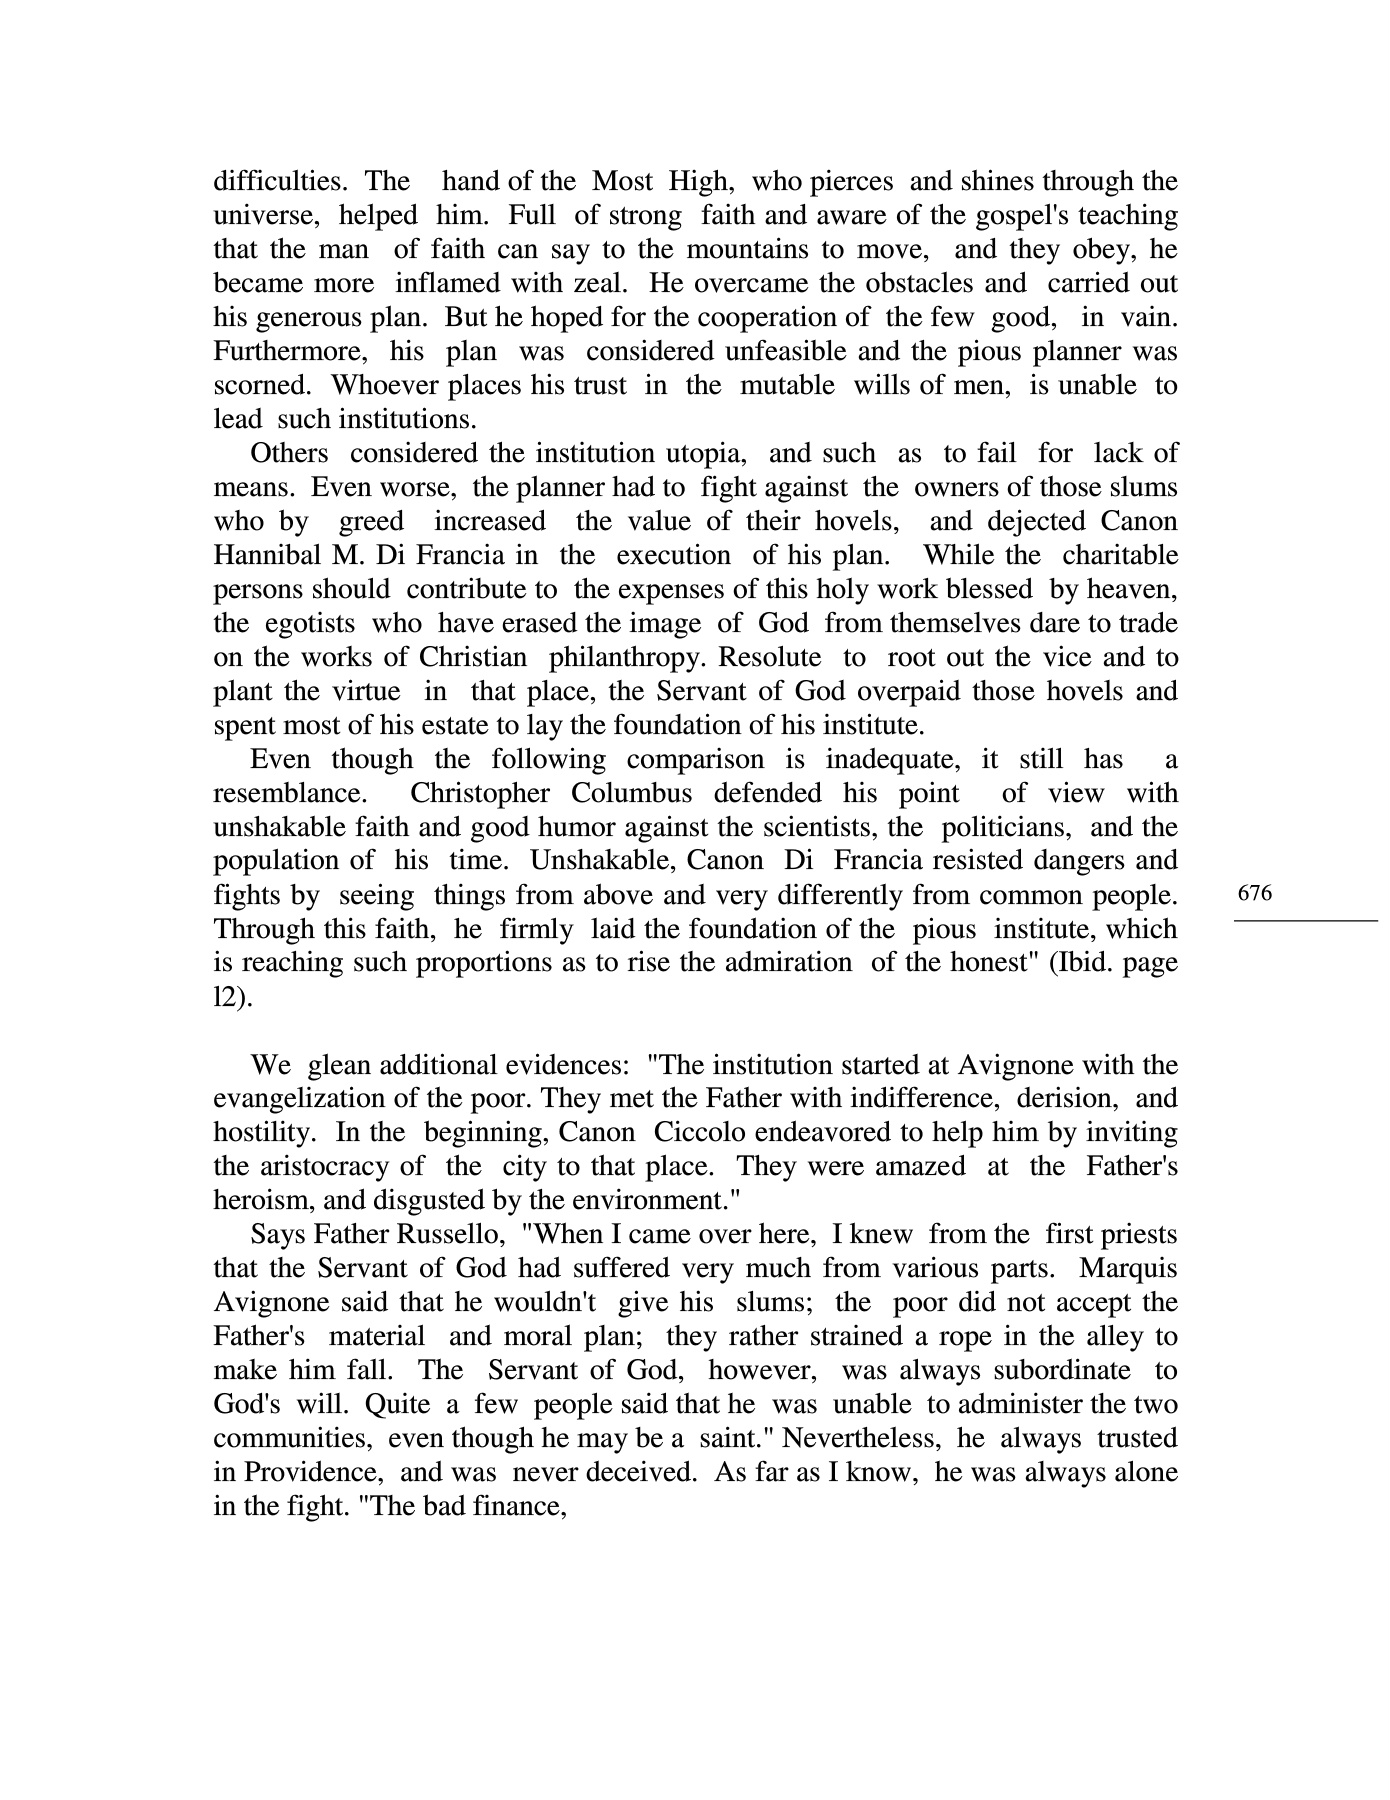 difficulties. The hand of the Most High, who pierces and shines through the
universe, helped him. Full of strong faith and aware of the gospel's teaching
that the man of faith can say to the mountains to move, and they obey, he
became more inflamed with zeal. He overcame the obstacles and carried out
his generous plan. But he hoped for the cooperation of the few good, in vain.
Furthermore, his plan was considered unfeasible and the pious planner was
scorned. Whoever places his trust in the mutable wills of men, is unable to
lead such institutions.
Others considered the institution utopia, and such as to fail for lack of
means. Even worse, the planner had to fight against the owners of those slums
who by greed increased the value of their hovels, and dejected Canon
Hannibal M. Di Francia in the execution of his plan. While the charitable
persons should contribute to the expenses of this holy work blessed by heaven,
the egotists who have erased the image of God from themselves dare to trade
on the works of Christian philanthropy. Resolute to root out the vice and to
plant the virtue in that place, the Servant of God overpaid those hovels and
spent most of his estate to lay the foundation of his institute.
Even though the following comparison is inadequate, it still has a
resemblance. Christopher Columbus defended his point of view with
unshakable faith and good humor against the scientists, the politicians, and the
population of his time. Unshakable, Canon Di Francia resisted dangers and
fights by seeing things from above and very differently from common people.
Through this faith, he firmly laid the foundation of the pious institute, which
is reaching such proportions as to rise the admiration of the honest" (Ibid. page
l2).
We glean additional evidences: "The institution started at Avignone with the
evangelization of the poor. They met the Father with indifference, derision, and
hostility. In the beginning, Canon Ciccolo endeavored to help him by inviting
the aristocracy of the city to that place. They were amazed at the Father's
heroism, and disgusted by the environment."
Says Father Russello, "When I came over here, I knew from the first priests
that the Servant of God had suffered very much from various parts. Marquis
Avignone said that he wouldn't give his slums; the poor did not accept the
Father's material and moral plan; they rather strained a rope in the alley to
make him fall. The Servant of God, however, was always subordinate to
God's will. Quite a few people said that he was unable to administer the two
communities, even though he may be a saint." Nevertheless, he always trusted
in Providence, and was never deceived. As far as I know, he was always alone
in the fight. "The bad finance,
676